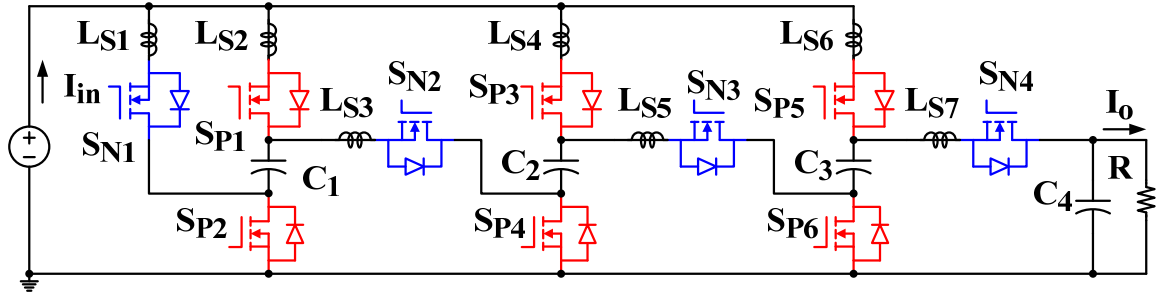 LS1
LS2
LS4
LS6
Iin
SN2
SN3
SN4
SP3
SP5
LS3
LS5
LS7
Io
SN1
SP1
C1
C2
C3
R
C4
SP2
SP4
SP6